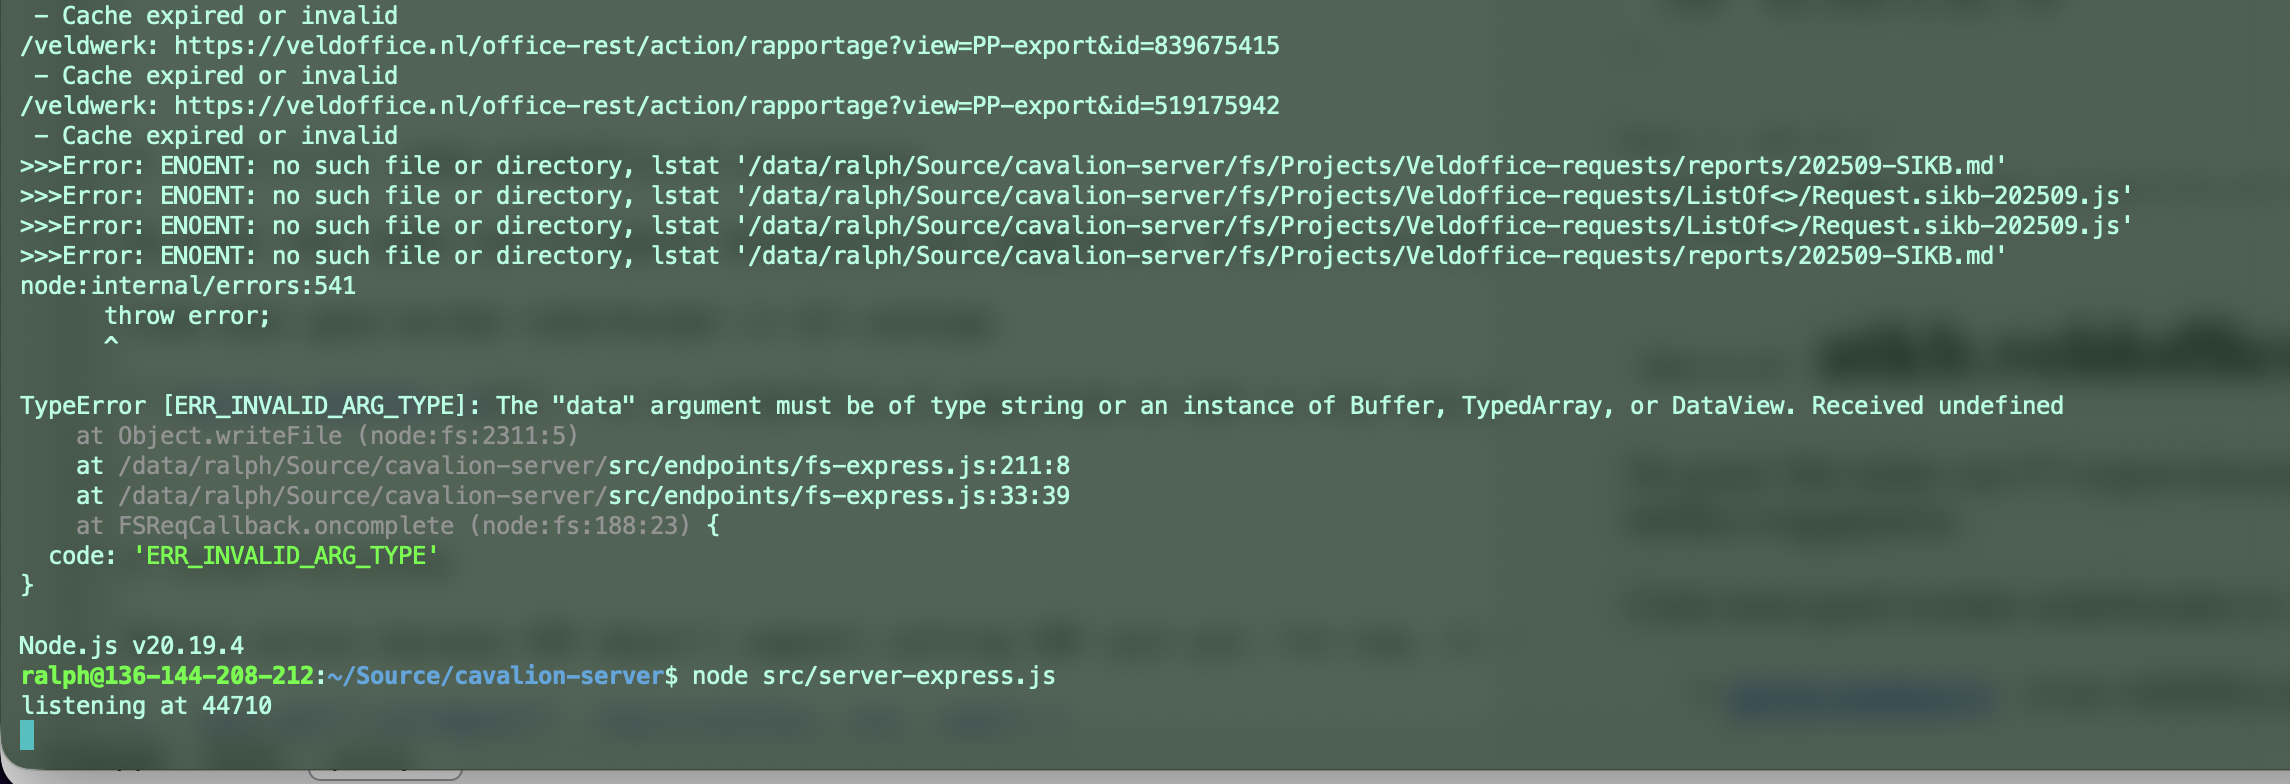 - Cache expired or invalid
/veldwerk: https://veldoffice.nl/office-rest/action/rapportage?view=PP-export&id=839675415
- Cache expired or invalid
/veldwerk: https://veldoffice.nl/office-rest/action/rapportage?view=PP-export&id=519175942
- Cache expired or invalid
>>>Error: ENOENT: no such file or directory, lstat '/data/ralph/Source/cavalion-server/fs/Projects/Veldoffice-requests/reports/202509-SIKB.md'
>>>Error: ENOENT: no such file or directory, lstat '/data/ralph/Source/cavalion-server/fs/Projects/Veldoffice-requests/ListOf<>/Request.sikb-202509.js'
>>>Error: ENOENT: no such file or directory, lstat '/data/ralph/Source/cavalion-server/fs/Projects/Veldoffice-requests/ListOf<>/Request.sikb-202509.js'
>>>Error: ENOENT: no such file or directory, lstat '/data/ralph/Source/cavalion-server/fs/Projects/Veldoffice-requests/reports/202509-SIKB.md'
node:internal/errors:541
      throw error;
      ^

TypeError [ERR_INVALID_ARG_TYPE]: The "data" argument must be of type string or an instance of Buffer, TypedArray, or DataView. Received undefined
    at Object.writeFile (node:fs:2311:5)
    at /data/ralph/Source/cavalion-server/src/endpoints/fs-express.js:211:8
    at /data/ralph/Source/cavalion-server/src/endpoints/fs-express.js:33:39
    at FSReqCallback.oncomplete (node:fs:188:23) {
  code: 'ERR_INVALID_ARG_TYPE'
}

Node.js v20.19.4
ralph@136-144-208-212:~/Source/cavalion-server$ node src/server-express.js
listening at 44710